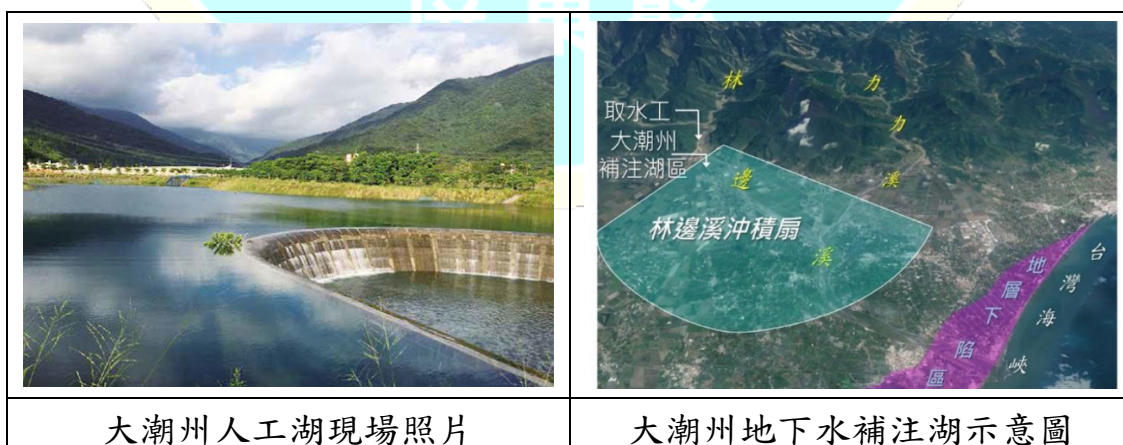 取水工
大潮州
補注湖區
林邊溪
力力溪
林邊溪沖積扇
地層下陷區
台灣海峽
大潮州人工湖現場照片
大潮州地下水補注湖示意圖